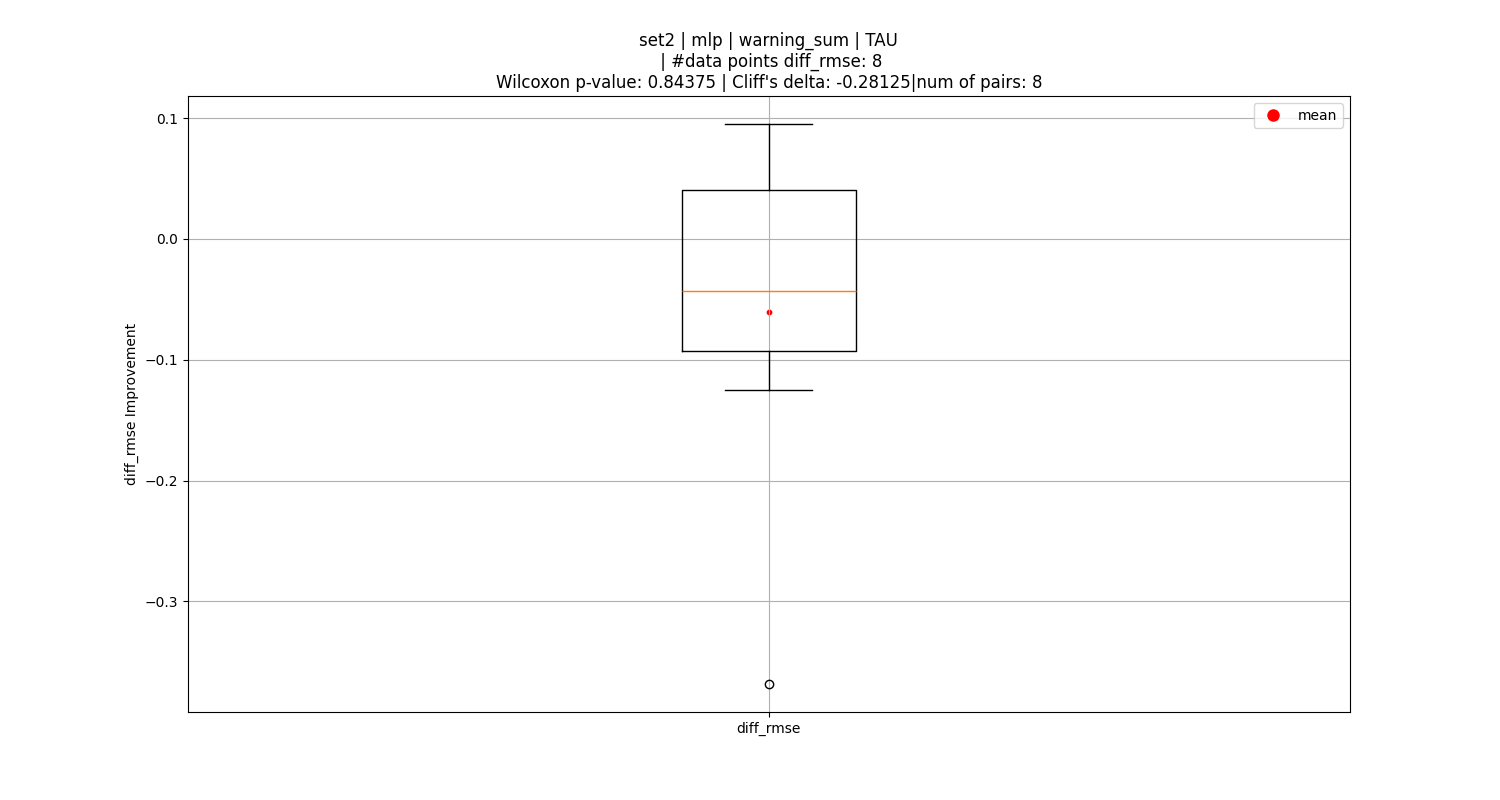 set2 | mlp | warning_sum | TAU
| #data points diff_rmse: 8
Wilcoxon p-value: 0.84375 | Cliff's delta: -0.28125|num of pairs: 8
mean
0.1
0.0
−0.1
−0.2
−0.3
diff_rmse Improvement
diff_rmse